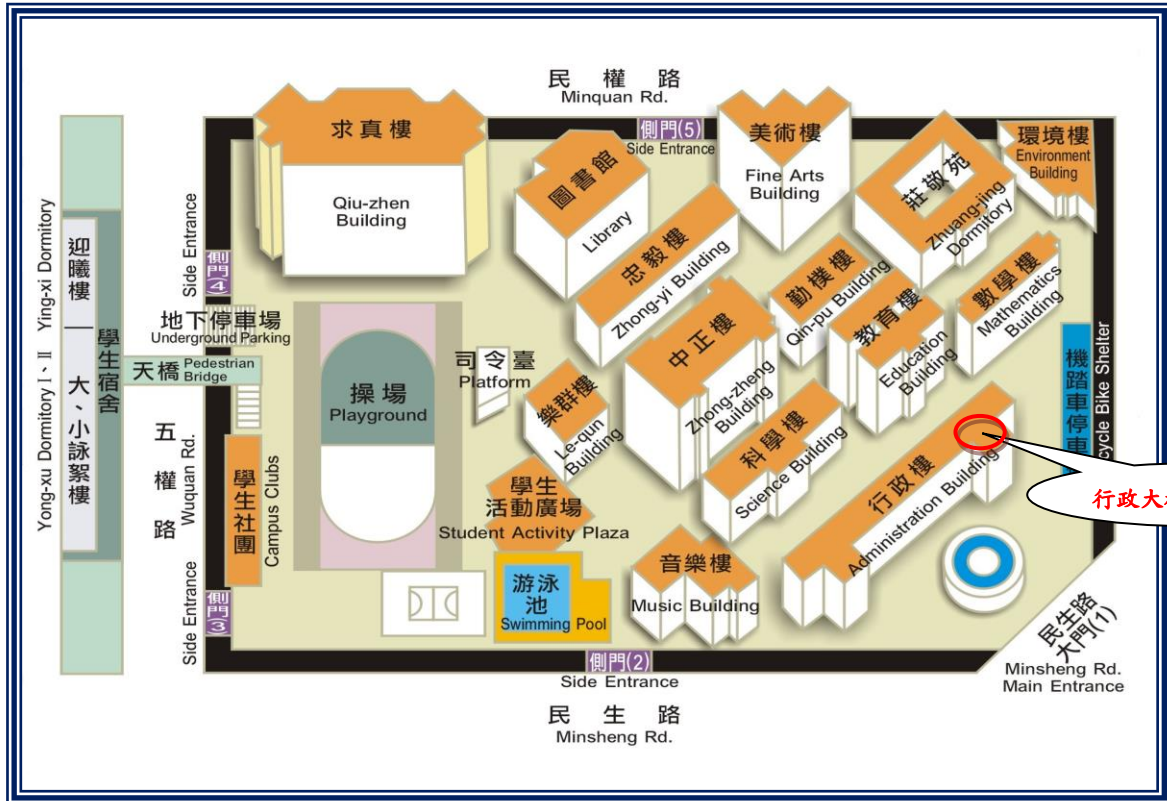 民權路
Minquan Rd.
求真樓
Qiu-zhen
Building
圖書館
Library
側門(5)
Side Entrance
美術樓
Fine Arts
Building
莊敬苑
Zhuang-jing
Dormitory
環境樓
Environment
Building
忠毅樓
Zhong-yi Building
勤樸樓
Qin-pu Building
教育樓
Education
Building
數學樓
Mathematics
Building
中正樓
Zhong-zheng
Building
Side Entrance
側門(4)
地下停車場
Underground Parking
天橋
Pedestrian
Bridge
學生宿舍
迎曦樓
大、小詠絮樓
Ying-xi Dormitory
Yong-xu Dormitory I、II
五權路
Wuquan Rd.
學生社團
Campus Clubs
Side Entrance
側門(3)
操場
Playground
司令臺
Platform
樂群樓
Le-qun
Building
學生
活動廣場
Student Activity Plaza
游泳
池
Swimming Pool
科學樓
Science Building
音樂樓
Music Building
行政樓
Administration Building
機踏車停車
cycle Bike Shelter
行政大
民生路
大門(1)
Minsheng Rd.
Main Entrance
側門(2)
Side Entrance
民生路
Minsheng Rd.